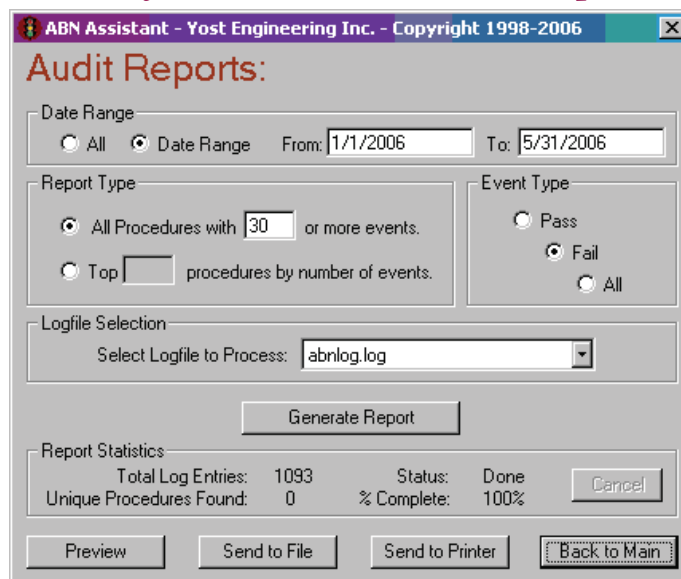 ABN Assistant - Yost Engineering Inc. - Copyright 1998-2006
Audit Reports:
Date Range
All Date Range From: 1/1/2006 To: 5/31/2006
Report Type Event Type
All Procedures with 30 or more events. Pass
Fail
Top procedures by number of events. All
Logfile Selection
Select Logfile to Process: abnlog.log
Generate Report
Report Statistics
Total Log Entries: 1093 Status: Done Cancel
Unique Procedures Found: 0 % Complete: 100%
Preview Send to File Send to Printer Back to Main